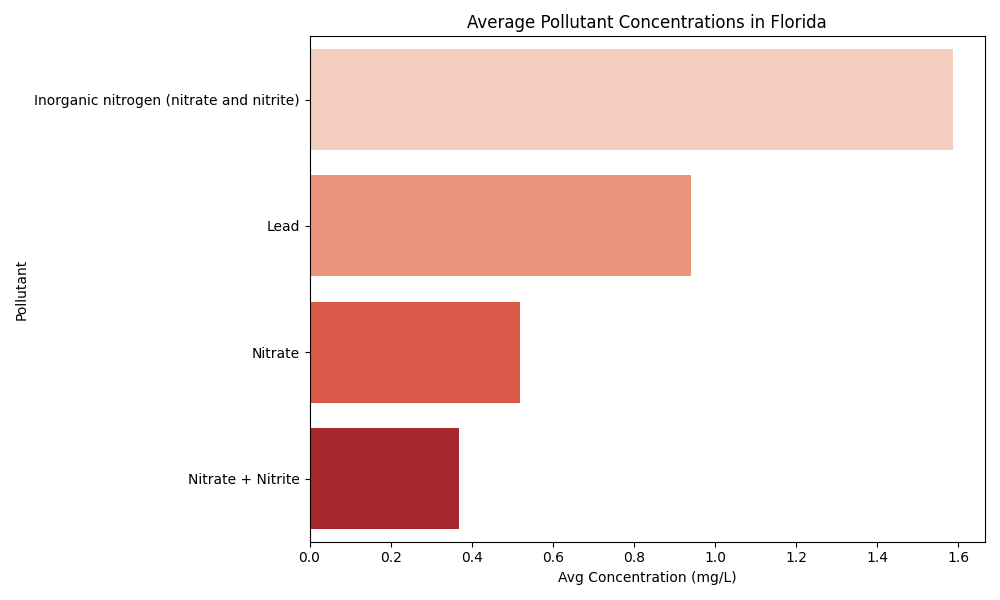 Average Pollutant Concentrations in Florida
Pollutant
Inorganic nitrogen (nitrate and nitrite)
Lead
Nitrate
Nitrate + Nitrite
0.0 0.2 0.4 0.6 0.8 1.0 1.2 1.4 1.6
Avg Concentration (mg/L)